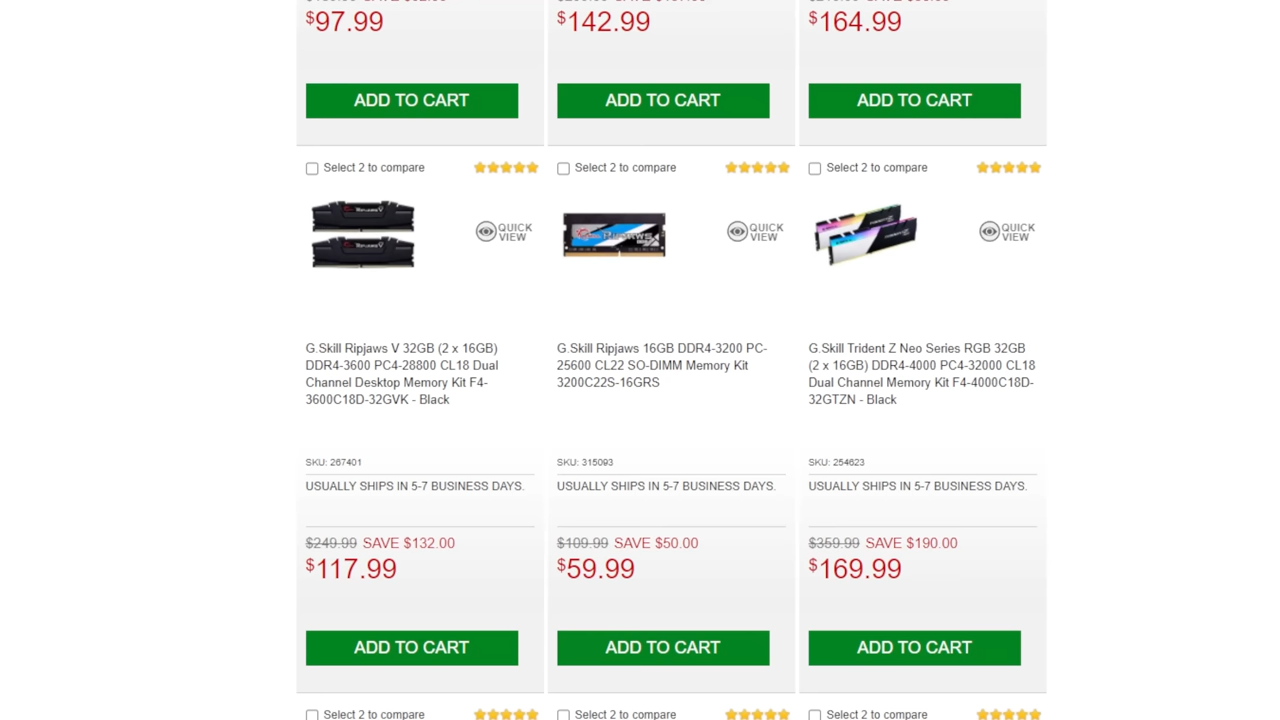 $97.99
$142.99
$164.99
ADD TO CART
ADD TO CART
ADD TO CART
Select 2 to compare
Select 2 to compare
Select 2 to compare
QUICK
VIEW
QUICK
VIEW
QUICK
VIEW
G.Skill Ripjaws V 32GB (2 x 16GB)
DDR4-3600 PC4-28800 CL18 Dual
Channel Desktop Memory Kit F4-
3600C18D-32GVK - Black
G.Skill Ripjaws 16GB DDR4-3200 PC-
25600 CL22 SO-DIMM Memory Kit
3200C22S-16GRS
G.Skill Trident Z Neo Series RGB 32GB
(2 x 16GB) DDR4-4000 PC4-32000 CL18
Dual Channel Memory Kit F4-4000C18D-
32GTZN - Black
SKU: 267401
SKU: 315093
SKU: 254623
USUALLY SHIPS IN 5-7 BUSINESS DAYS.
USUALLY SHIPS IN 5-7 BUSINESS DAYS.
USUALLY SHIPS IN 5-7 BUSINESS DAYS.
$249.99 SAVE $132.00
$109.99 SAVE $50.00
$359.99 SAVE $190.00
$117.99
$59.99
$169.99
ADD TO CART
ADD TO CART
ADD TO CART
Select 2 to compare
Select 2 to compare
Select 2 to compare